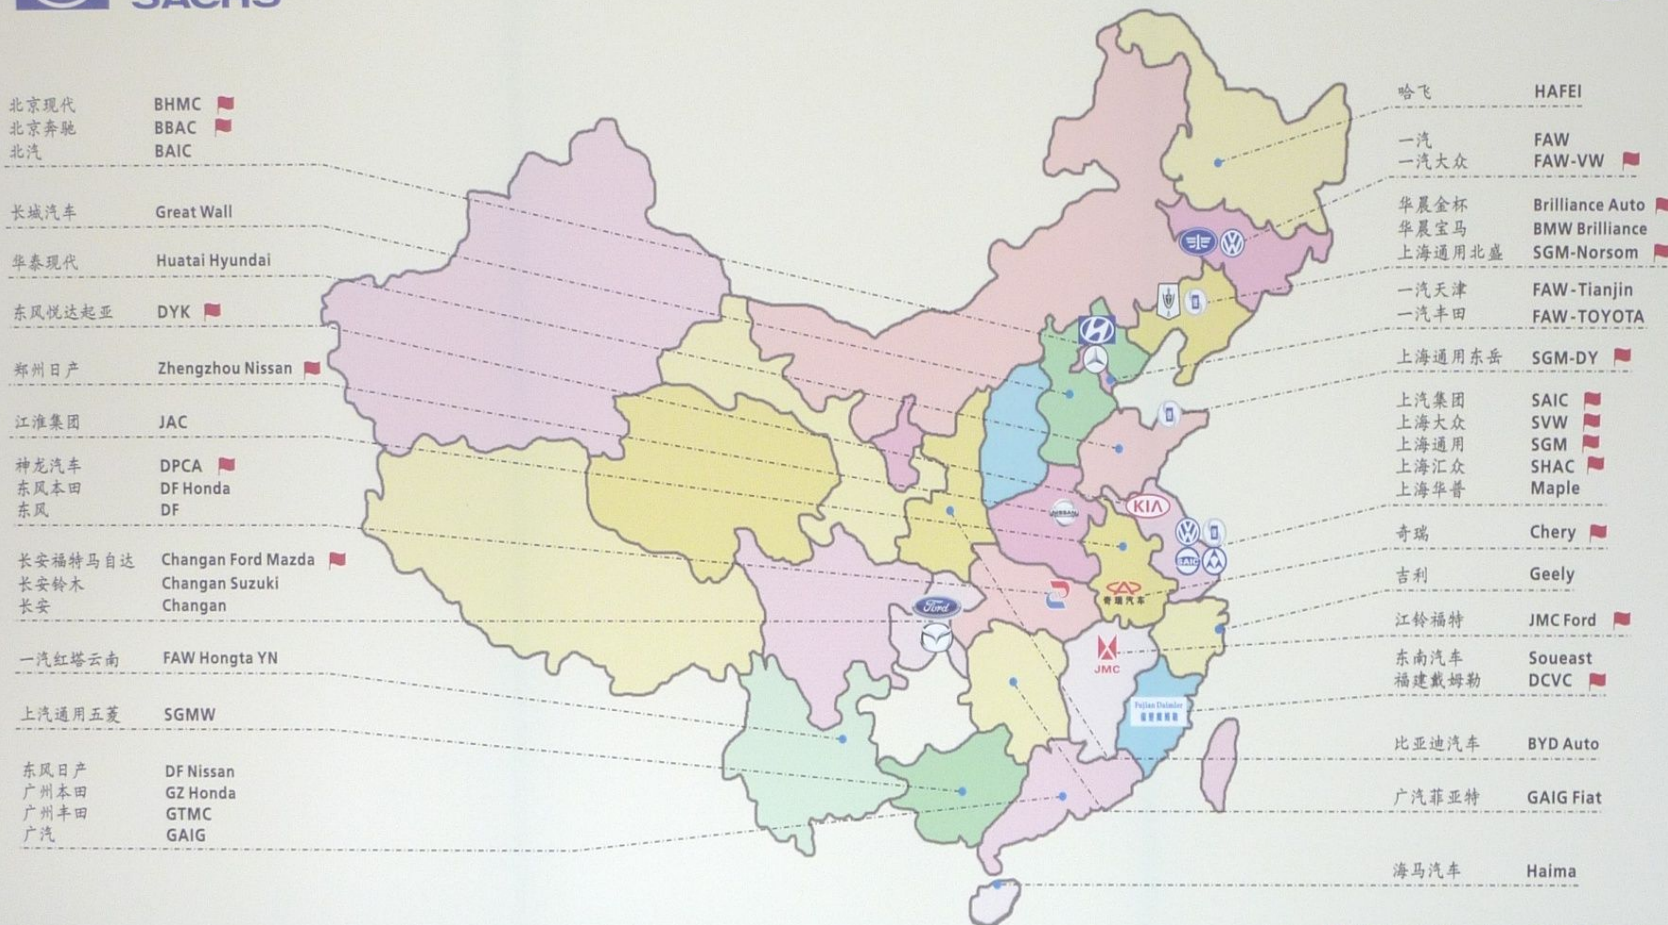 SACHS
北京现代 BHMC
北京奔驰 BBAC
北汽 BAIC
长城汽车 Great Wall
华泰现代 Huatai Hyundai
东风悦达起亚 DYK
郑州日产 Zhengzhou Nissan
江淮集团 JAC
神龙汽车 DPCA
东风本田 DF Honda
东风 DF
长安福特马自达 Changan Ford Mazda
长安铃木 Changan Suzuki
长安 Changan
一汽红塔云南 FAW Hongta YN
上汽通用五菱 SGMW
东风日产 DF Nissan
广州本田 GZ Honda
广州丰田 GTMC
广汽 GAIG
KIA
NISSAN
SAIC
奇瑞汽车
Ford
JMC
Fujian Daimler
哈飞 HAFEI
一汽 FAW
一汽大众 FAW-VW
华晨金杯 Brilliance Auto
华晨宝马 BMW Brilliance
上海通用北盛 SGM-Norsom
一汽天津 FAW-Tianjin
一汽丰田 FAW-TOYOTA
上海通用东岳 SGM-DY
上汽集团 SAIC
上海大众 SVW
上海通用 SGM
上海汇众 SHAC
上海华普 Maple
奇瑞 Chery
吉利 Geely
江铃福特 JMC Ford
东南汽车 Soueast
福建戴姆勒 DCVC
比亚迪汽车 BYD Auto
广汽菲亚特 GAIG Fiat
海马汽车 Haima